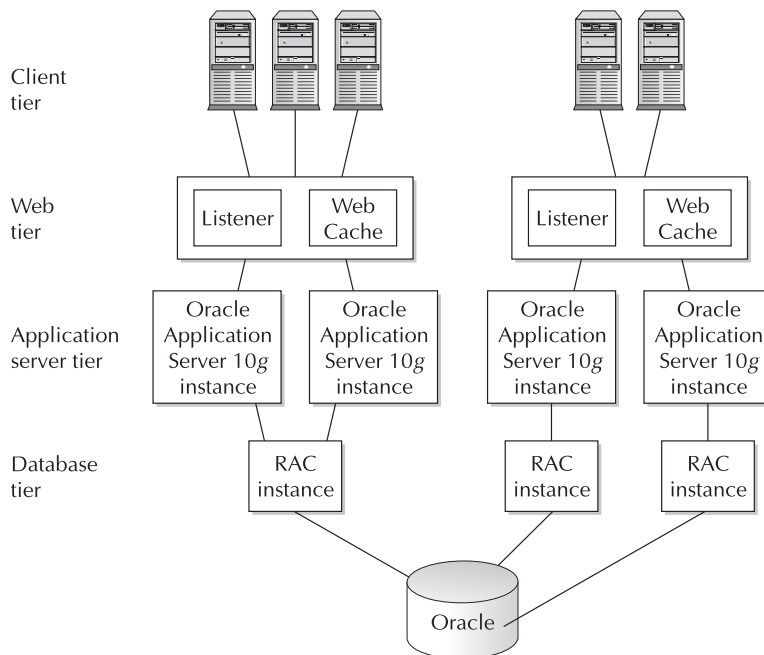 Client
tier
Web
tier
Listener
Web
Cache
Listener
Web
Cache
Application
server tier
Oracle
Application
Server 10g
instance
Oracle
Application
Server 10g
instance
Oracle
Application
Server 10g
instance
Oracle
Application
Server 10g
instance
Database
tier
RAC
instance
RAC
instance
RAC
instance
Oracle